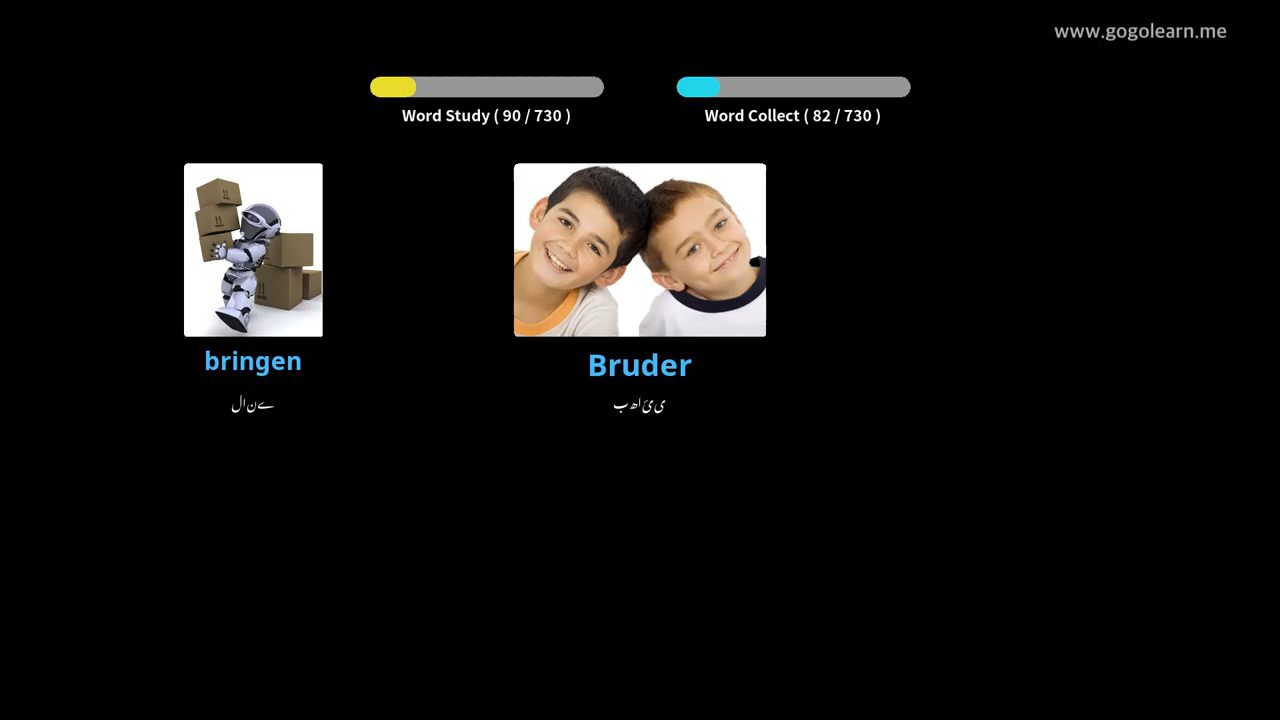 www.gogolearn.me
Word Study ( 90 / 730 )
Word Collect ( 82 / 730 )
bringen
لانے
Bruder
بھائی